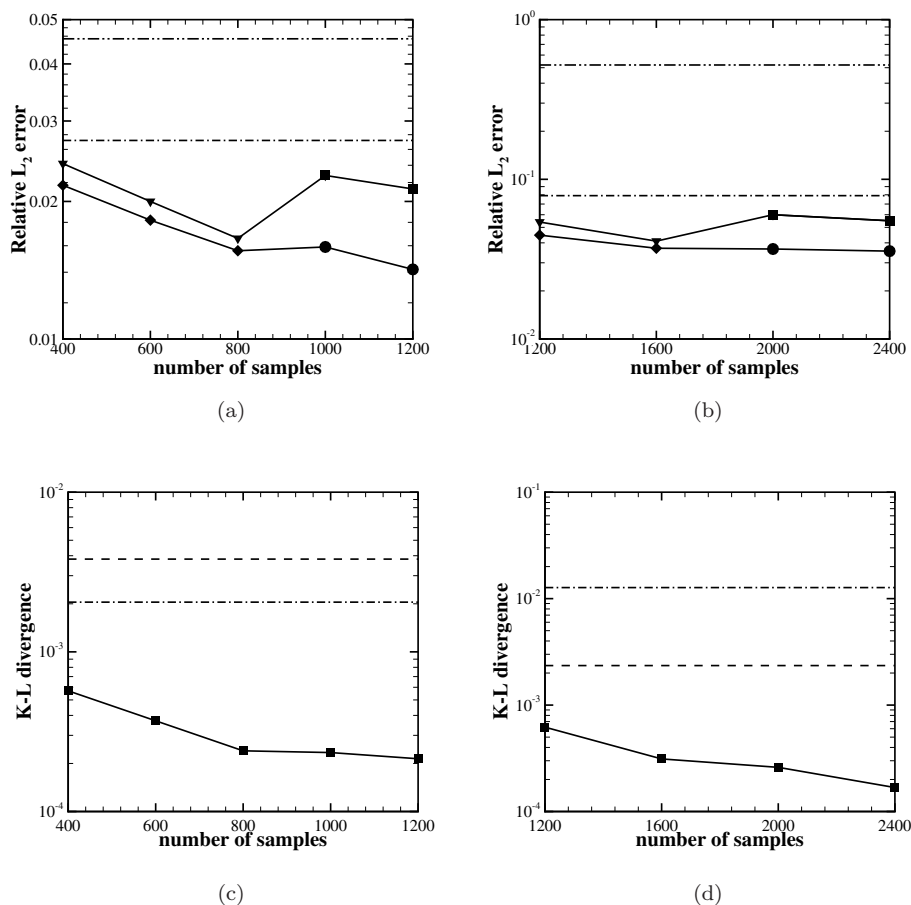 0.05
0.04
0.03
0.02
0.01
Relative L₂ error
400 600 800 1000 1200
number of samples
(a)
10⁰
10⁻¹
10⁻²
Relative L₂ error
1200 1600 2000 2400
number of samples
(b)
10⁻²
10⁻³
10⁻⁴
K-L divergence
400 600 800 1000 1200
number of samples
(c)
10⁻¹
10⁻²
10⁻³
10⁻⁴
K-L divergence
1200 1600 2000 2400
number of samples
(d)